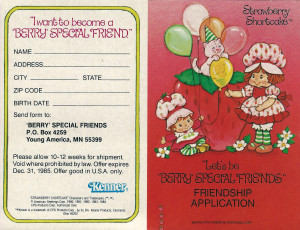 "I want to become a
"BERRY SPECIAL FRIEND."
NAME
ADDRESS
CITY STATE
ZIP CODE
BIRTH DATE
Send form to:
'BERRY' SPECIAL FRIENDS
P.O. Box 4259
Young America, MN 55399
Please allow 10-12 weeks for shipment.
Void where prohibited by law. Offer expires
Dec. 31, 1985. Offer good in U.S.A. only.
Kenner
Strawberry
Shortcake
"Let's be
"BERRY SPECIAL FRIENDS"
FRIENDSHIP
APPLICATION